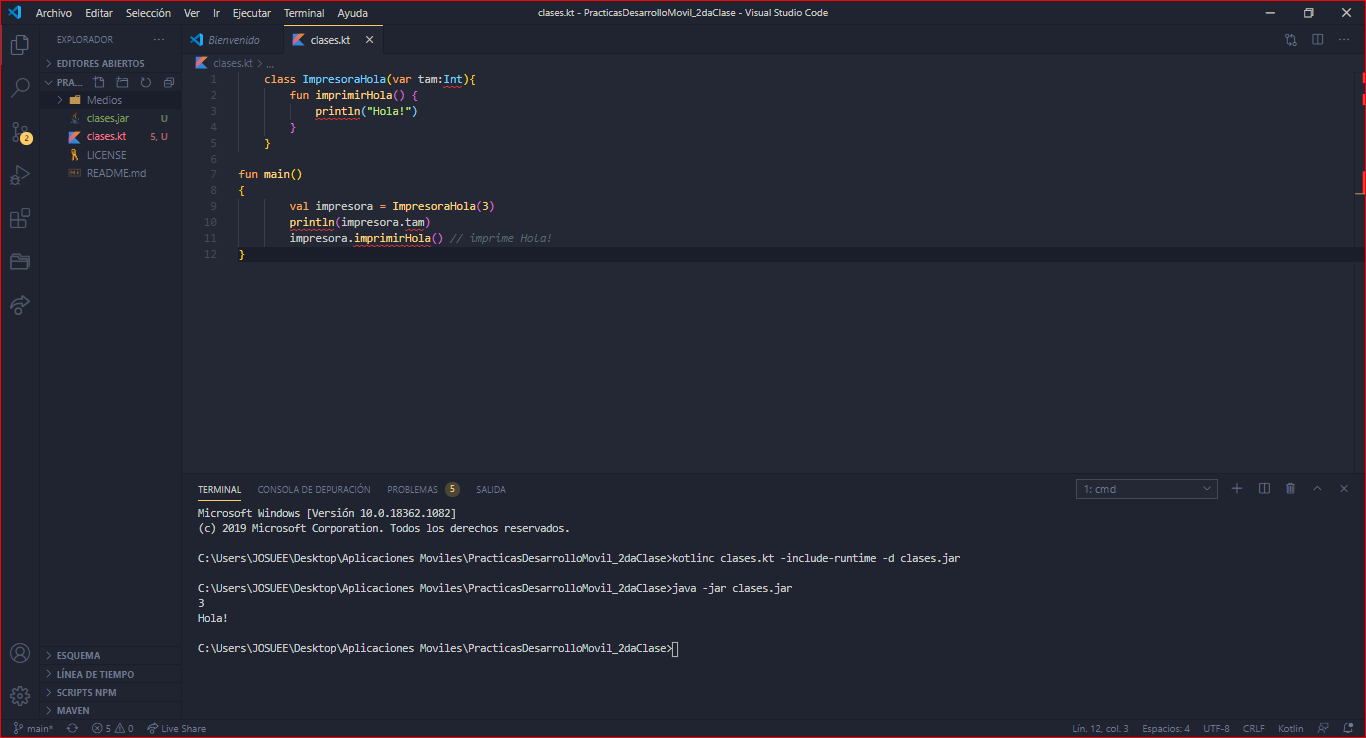 Archivo Editar Selección Ver Ir Ejecutar Terminal Ayuda
clases.kt - PracticasDesarrolloMovil_2daClase - Visual Studio Code
EXPLORADOR ...
EDITORES ABIERTOS
PRA...
Medios
clases.jar U
clases.kt 5, U
LICENSE
README.md
2
ESQUEMA
LÍNEA DE TIEMPO
SCRIPTS NPM
MAVEN
Bienvenido
clases.kt
clases.kt > ...
1 class ImpresoraHola(var tam:Int){
2 fun imprimirHola() {
3 println("Hola!")
4 }
5 }
6
7 fun main()
8 {
9 val impresora = ImpresoraHola(3)
10 println(impresora.tam)
11 impresora.imprimirHola() // imprime Hola!
12 }
TERMINAL CONSOLA DE DEPURACIÓN PROBLEMAS 5 SALIDA
1: cmd
Microsoft Windows [Versión 10.0.18362.1082]
(c) 2019 Microsoft Corporation. Todos los derechos reservados.
C:\Users\JOSUEE\Desktop\Aplicaciones Moviles\PracticasDesarrolloMovil_2daClase>kotlinc clases.kt -include-runtime -d clases.jar
C:\Users\JOSUEE\Desktop\Aplicaciones Moviles\PracticasDesarrolloMovil_2daClase>java -jar clases.jar
3
Hola!
C:\Users\JOSUEE\Desktop\Aplicaciones Moviles\PracticasDesarrolloMovil_2daClase>
main* 5 0 Live Share
Lín. 12, col. 3 Espacios: 4 UTF-8 CRLF Kotlin